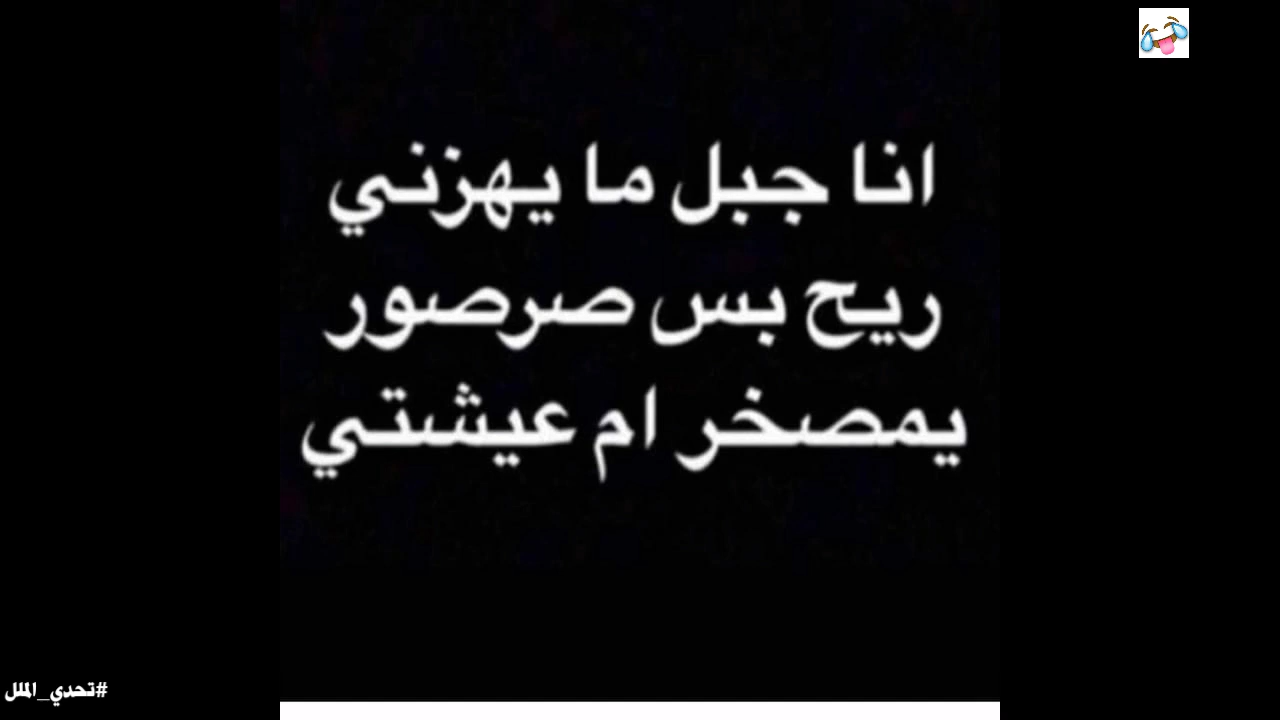 انا جبل ما يهزني
ريح بس صرصور
يمصخر ام عيشتي
#تحدي_الملل